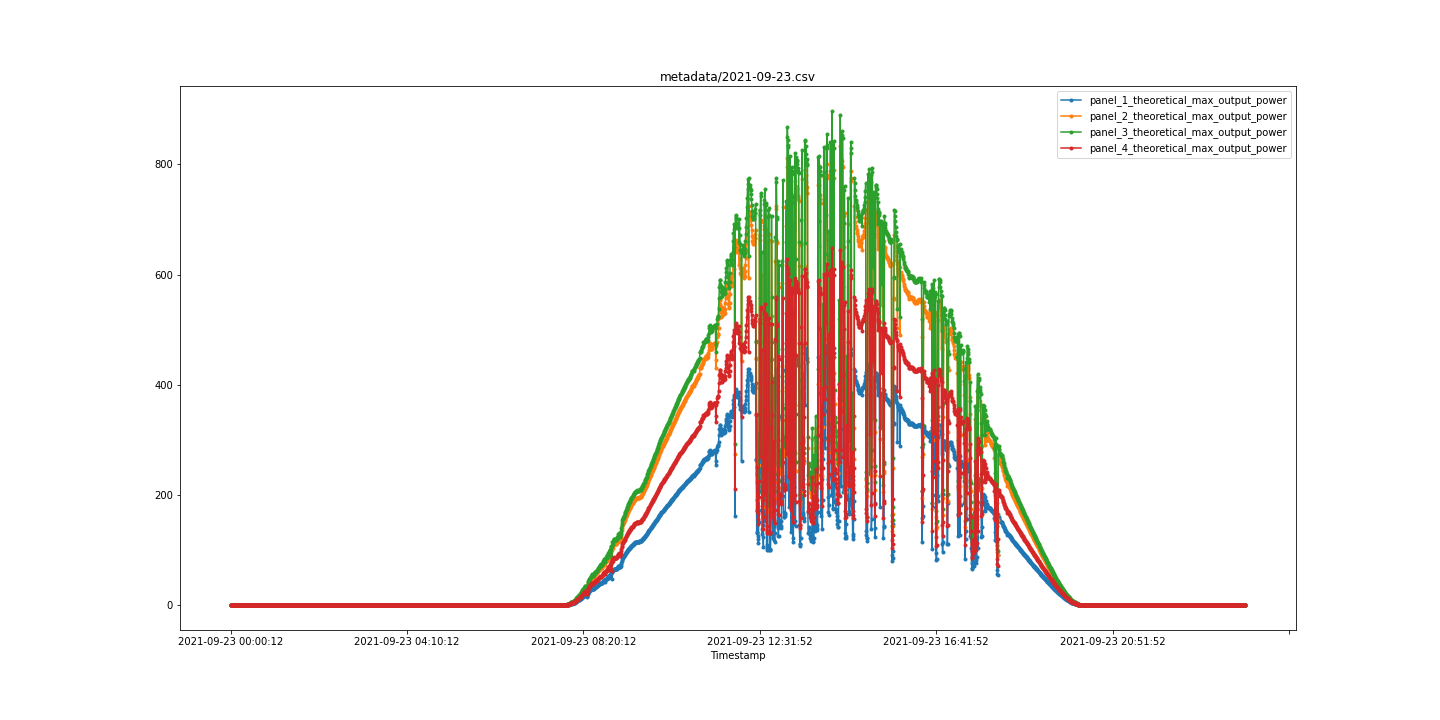 metadata/2021-09-23.csv
panel_1_theoretical_max_output_power
panel_2_theoretical_max_output_power
panel_3_theoretical_max_output_power
panel_4_theoretical_max_output_power
800
600
400
200
0
2021-09-23 00:00:12 2021-09-23 04:10:12 2021-09-23 08:20:12 2021-09-23 12:31:52 2021-09-23 16:41:52 2021-09-23 20:51:52
Timestamp